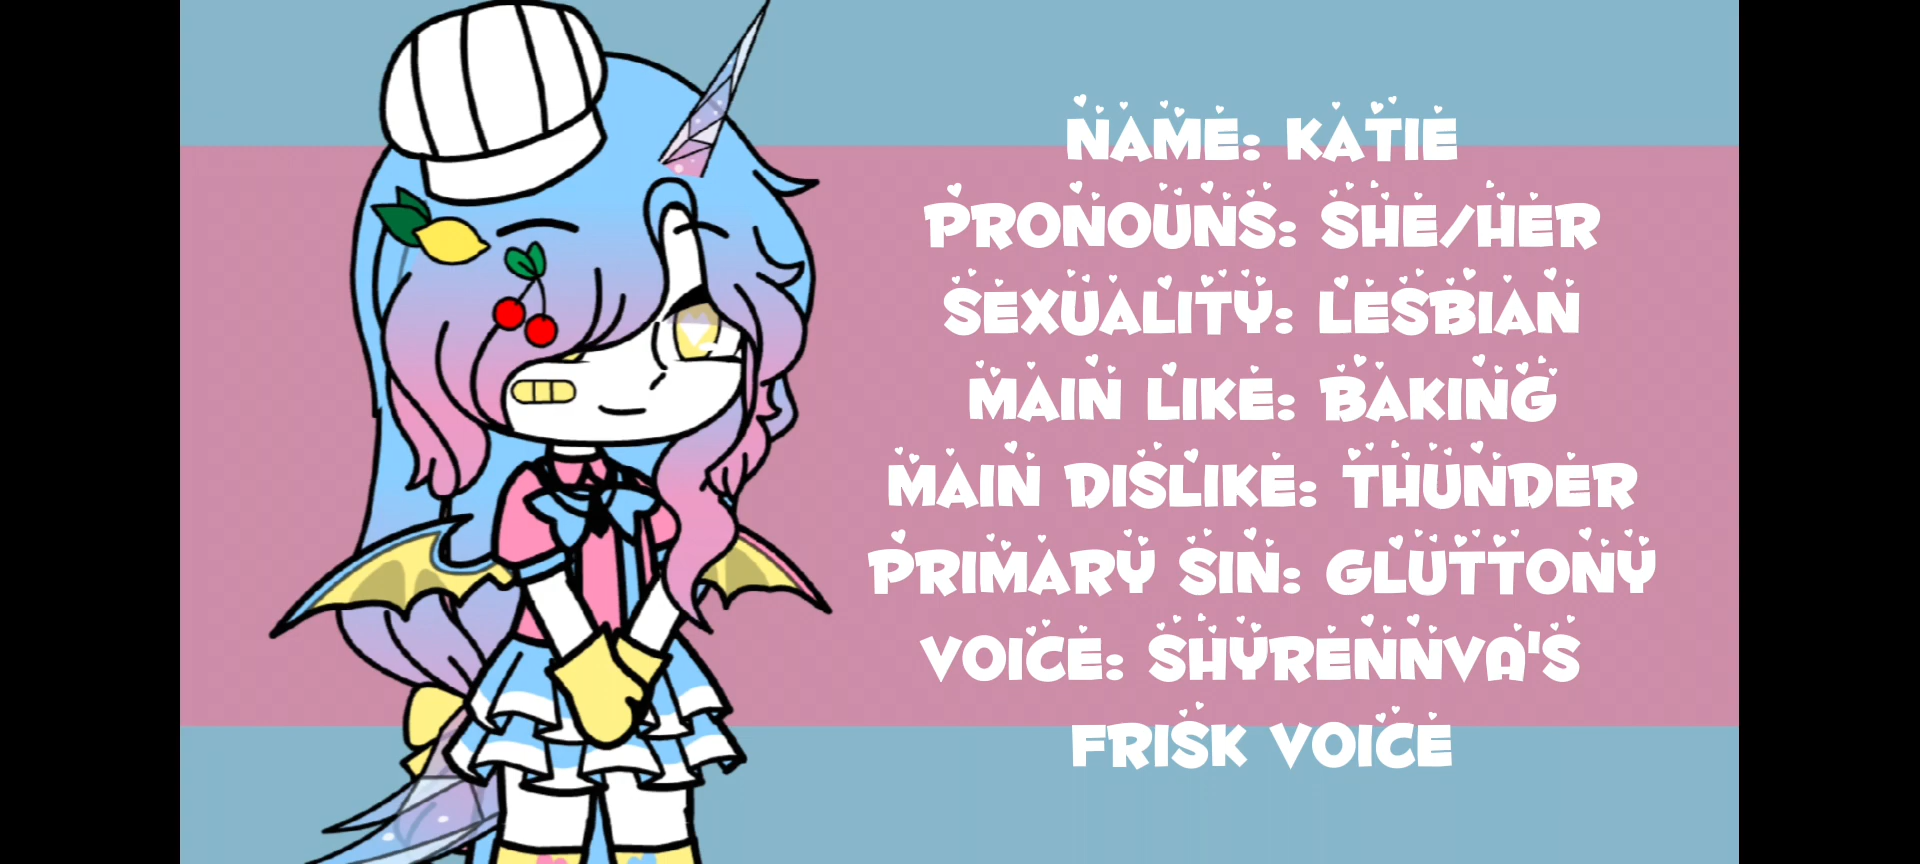 NAME: KATIE
PRONOUNS: SHE/HER
SEXUALITY: LESBIAN
MAIN LIKE: BAKING
MAIN DISLIKE: THUNDER
PRIMARY SIN: GLUTTONY
VOICE: SHYRENNVA'S
FRISK VOICE